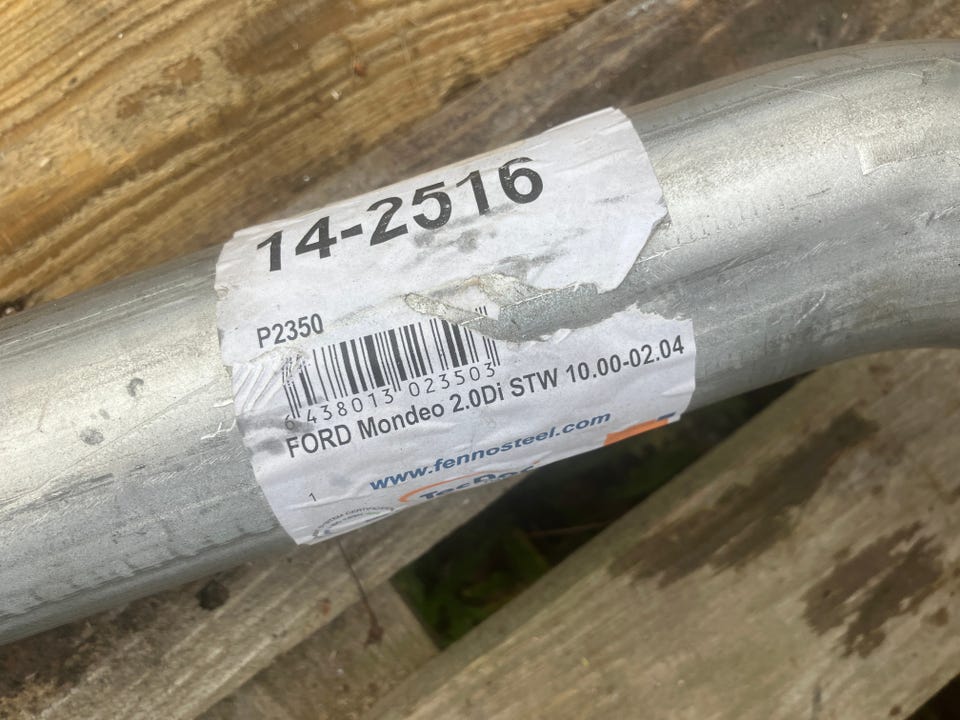 14-2516
P2350
6 438013 023503
FORD Mondeo 2.0Di STW 10.00-02.04
www.fennosteel.com
1
TecDoc